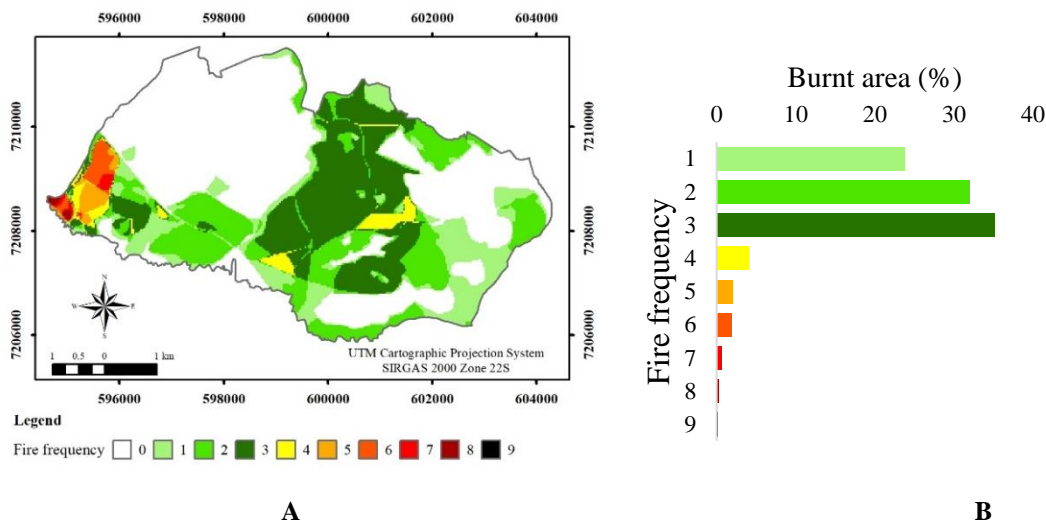 596000 598000 600000 602000 604000
7210000 7210000
7208000 7208000
7206000 7206000
N
W E
S
1 0.5 0 1 km
UTM Cartographic Projection System
SIRGAS 2000 Zone 22S
596000 598000 600000 602000 604000
Legend
Fire frequency 0 1 2 3 4 5 6 7 8 9
A
Burnt area (%)
0 10 20 30 40
Fire frequency
1
2
3
4
5
6
7
8
9
B